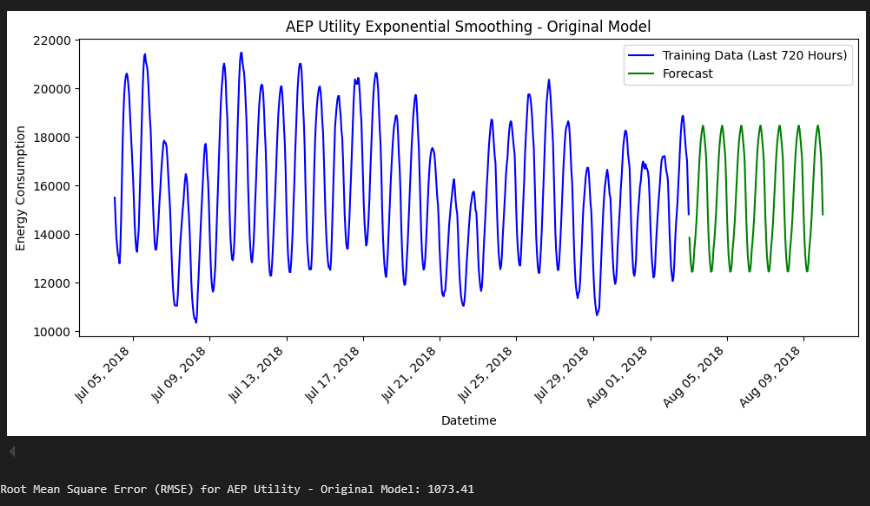 AEP Utility Exponential Smoothing - Original Model
22000
20000
18000
16000
14000
12000
10000
Energy Consumption
Training Data (Last 720 Hours)
Forecast
Jul 05, 2018
Jul 09, 2018
Jul 13, 2018
Jul 17, 2018
Jul 21, 2018
Jul 25, 2018
Jul 29, 2018
Aug 01, 2018
Aug 05, 2018
Aug 09, 2018
Datetime
Root Mean Square Error (RMSE) for AEP Utility - Original Model: 1073.41